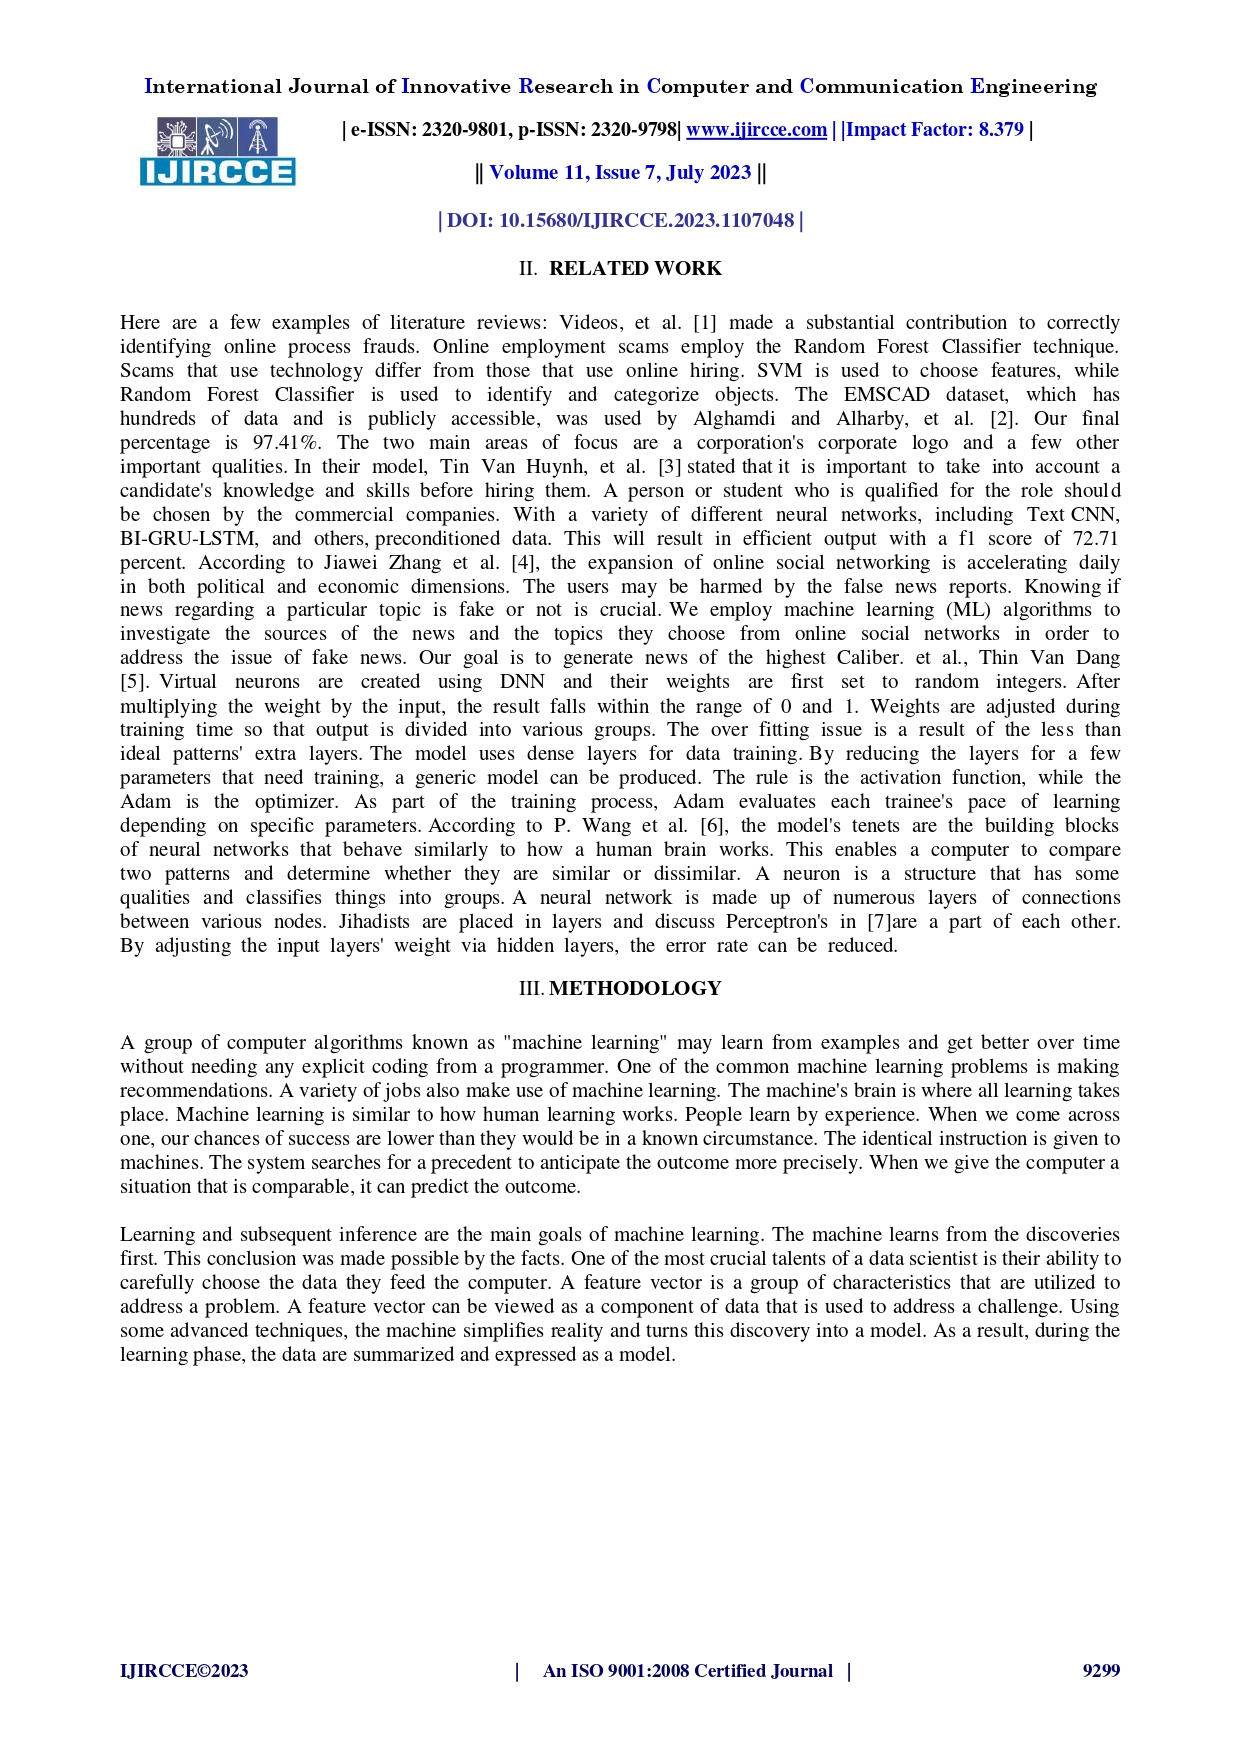 International Journal of Innovative Research in Computer and Communication Engineering
| e-ISSN: 2320-9801, p-ISSN: 2320-9798| www.ijircce.com | |Impact Factor: 8.379 |
IJIRCCE
|| Volume 11, Issue 7, July 2023 ||
| DOI: 10.15680/IJIRCCE.2023.1107048 |
II. RELATED WORK
Here are a few examples of literature reviews: Videos, et al. [1] made a substantial contribution to correctly
identifying online process frauds. Online employment scams employ the Random Forest Classifier technique.
Scams that use technology differ from those that use online hiring. SVM is used to choose features, while
Random Forest Classifier is used to identify and categorize objects. The EMSCAD dataset, which has
hundreds of data and is publicly accessible, was used by Alghamdi and Alharby, et al. [2]. Our final
percentage is 97.41%. The two main areas of focus are a corporation's corporate logo and a few other
important qualities. In their model, Tin Van Huynh, et al. [3] stated that it is important to take into account a
candidate's knowledge and skills before hiring them. A person or student who is qualified for the role should
be chosen by the commercial companies. With a variety of different neural networks, including Text CNN,
BI-GRU-LSTM, and others, preconditioned data. This will result in efficient output with a f1 score of 72.71
percent. According to Jiawei Zhang et al. [4], the expansion of online social networking is accelerating daily
in both political and economic dimensions. The users may be harmed by the false news reports. Knowing if
news regarding a particular topic is fake or not is crucial. We employ machine learning (ML) algorithms to
investigate the sources of the news and the topics they choose from online social networks in order to
address the issue of fake news. Our goal is to generate news of the highest Caliber. et al., Thin Van Dang
[5]. Virtual neurons are created using DNN and their weights are first set to random integers. After
multiplying the weight by the input, the result falls within the range of 0 and 1. Weights are adjusted during
training time so that output is divided into various groups. The over fitting issue is a result of the less than
ideal patterns' extra layers. The model uses dense layers for data training. By reducing the layers for a few
parameters that need training, a generic model can be produced. The rule is the activation function, while the
Adam is the optimizer. As part of the training process, Adam evaluates each trainee's pace of learning
depending on specific parameters. According to P. Wang et al. [6], the model's tenets are the building blocks
of neural networks that behave similarly to how a human brain works. This enables a computer to compare
two patterns and determine whether they are similar or dissimilar. A neuron is a structure that has some
qualities and classifies things into groups. A neural network is made up of numerous layers of connections
between various nodes. Jihadists are placed in layers and discuss Perceptron's in [7]are a part of each other.
By adjusting the input layers' weight via hidden layers, the error rate can be reduced.
III. METHODOLOGY
A group of computer algorithms known as "machine learning" may learn from examples and get better over time
without needing any explicit coding from a programmer. One of the common machine learning problems is making
recommendations. A variety of jobs also make use of machine learning. The machine's brain is where all learning takes
place. Machine learning is similar to how human learning works. People learn by experience. When we come across
one, our chances of success are lower than they would be in a known circumstance. The identical instruction is given to
machines. The system searches for a precedent to anticipate the outcome more precisely. When we give the computer a
situation that is comparable, it can predict the outcome.
Learning and subsequent inference are the main goals of machine learning. The machine learns from the discoveries
first. This conclusion was made possible by the facts. One of the most crucial talents of a data scientist is their ability to
carefully choose the data they feed the computer. A feature vector is a group of characteristics that are utilized to
address a problem. A feature vector can be viewed as a component of data that is used to address a challenge. Using
some advanced techniques, the machine simplifies reality and turns this discovery into a model. As a result, during the
learning phase, the data are summarized and expressed as a model.
IJIRCCE©2023 | An ISO 9001:2008 Certified Journal | 9299